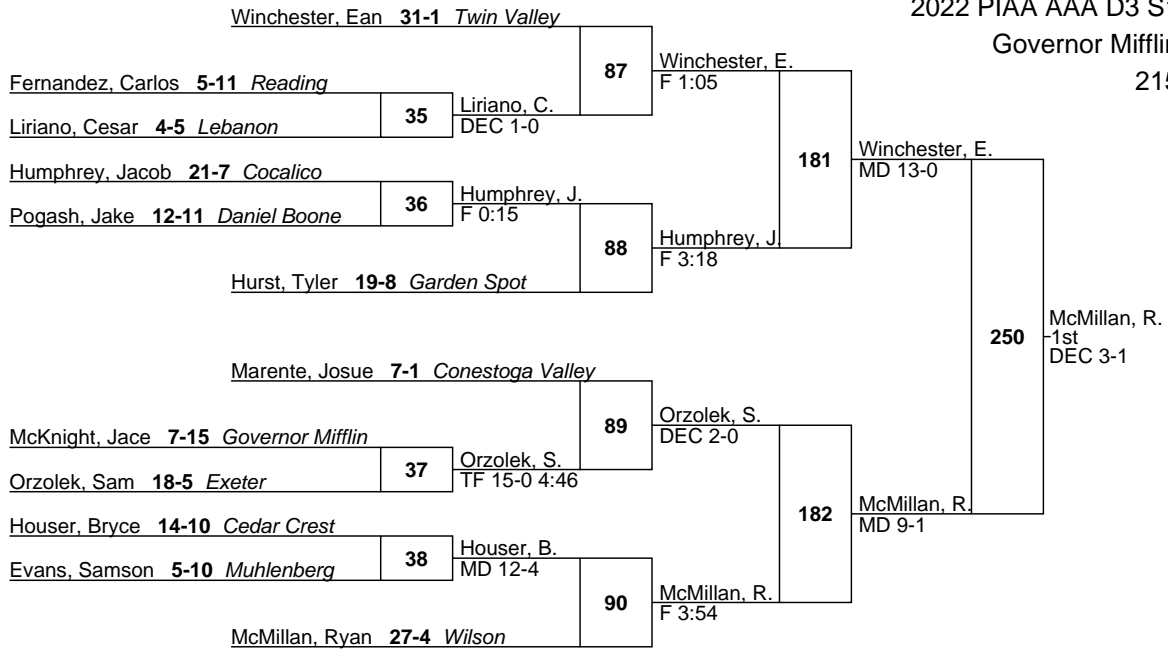 2022 PIAA AAA D3
Governor Mifflin
215
Winchester, Ean 31-1 Twin Valley
87
Winchester, E.
F 1:05
Fernandez, Carlos 5-11 Reading
35
Liriano, C.
DEC 1-0
Liriano, Cesar 4-5 Lebanon
181
Winchester, E.
MD 13-0
Humphrey, Jacob 21-7 Cocalico
36
Humphrey, J.
F 0:15
Pogash, Jake 12-11 Daniel Boone
88
Humphrey, J.
F 3:18
Hurst, Tyler 19-8 Garden Spot
250
McMillan, R.
1st
DEC 3-1
Marente, Josue 7-1 Conestoga Valley
89
Orzolek, S.
DEC 2-0
McKnight, Jace 7-15 Governor Mifflin
37
Orzolek, S.
TF 15-0 4:46
Orzolek, Sam 18-5 Exeter
182
McMillan, R.
MD 9-1
Houser, Bryce 14-10 Cedar Crest
38
Houser, B.
MD 12-4
Evans, Samson 5-10 Muhlenberg
90
McMillan, R.
F 3:54
McMillan, Ryan 27-4 Wilson